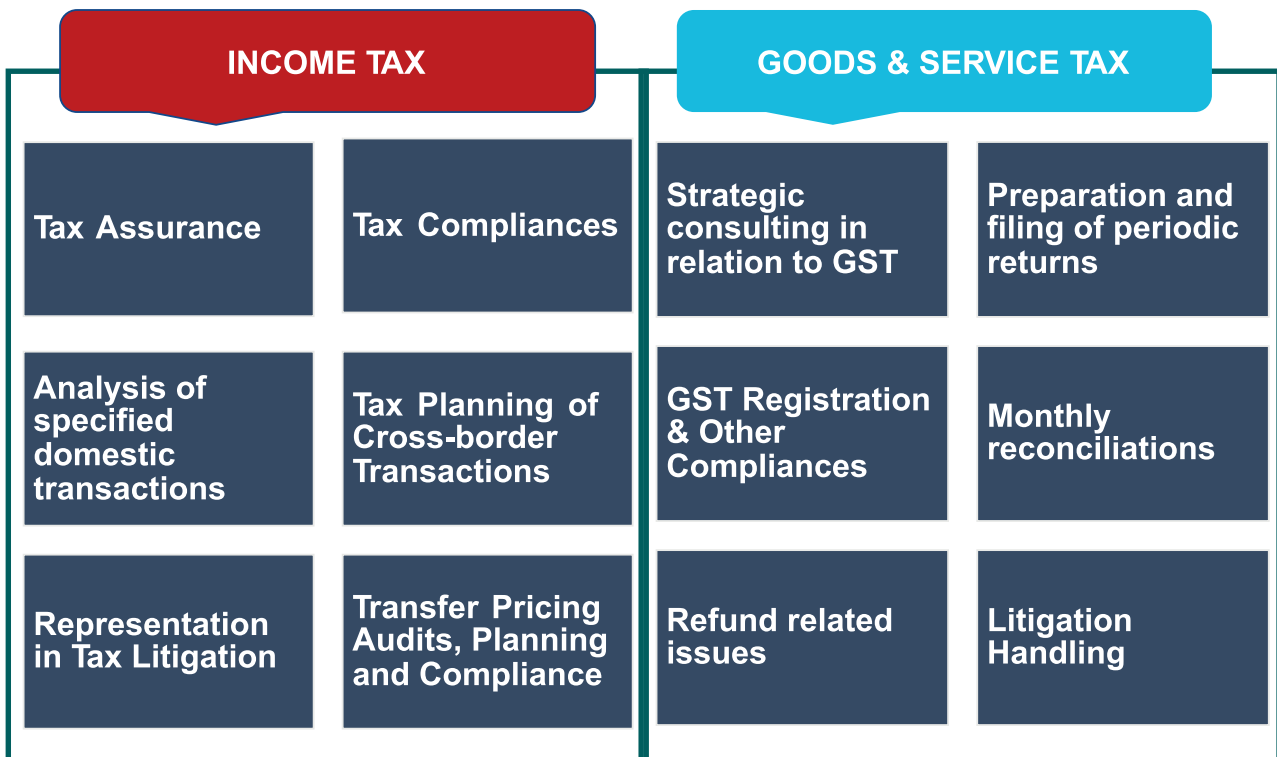 INCOME TAX
Tax Assurance
Tax Compliances
Analysis of
specified
domestic
transactions
Tax Planning of
Cross-border
Transactions
Representation
in Tax Litigation
Transfer Pricing
Audits, Planning
and Compliance
GOODS & SERVICE TAX
Strategic
consulting in
relation to GST
Preparation and
filing of periodic
returns
GST Registration
& Other
Compliances
Monthly
reconciliations
Refund related
issues
Litigation
Handling